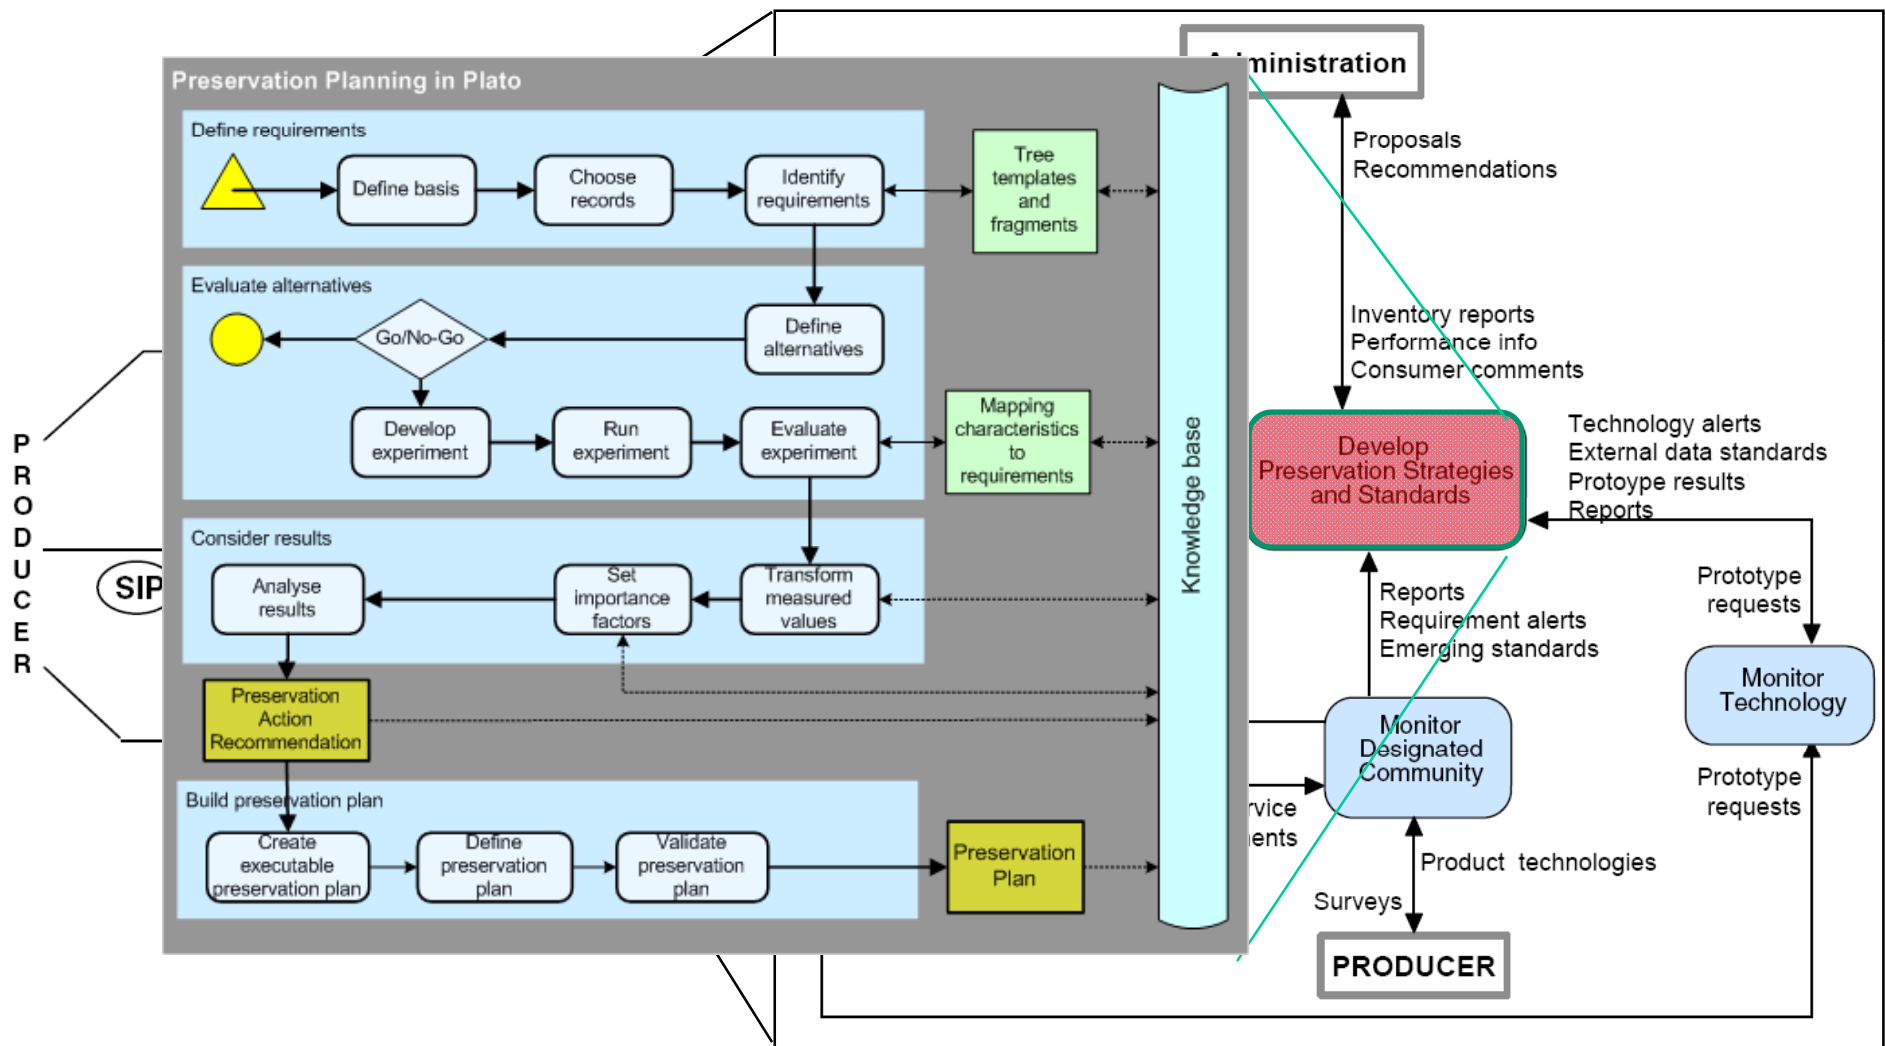 Preservation Planning in Plato
Define requirements
Define basis
Choose
records
Identify
requirements
Tree
templates
and
fragments
Evaluate alternatives
Go/No-Go
Define
alternatives
Develop
experiment
Run
experiment
Evaluate
experiment
Mapping
characteristics
to
requirements
Consider results
Analyse
results
Set
importance
factors
Transform
measured
values
Preservation
Action
Recommendation
Build preservation plan
Create
executable
preservation plan
Define
preservation
plan
Validate
preservation
plan
Preservation
Plan
Knowledge base
PRODUCER
SIP
Administration
Proposals
Recommendations
Inventory reports
Performance info
Consumer comments
Develop
Preservation Strategies
and Standards
Technology alerts
External data standards
Protoype results
Reports
Prototype
requests
Reports
Requirement alerts
Emerging standards
Monitor
Technology
Monitor
Designated
Community
Prototype
requests
Product technologies
Surveys
PRODUCER